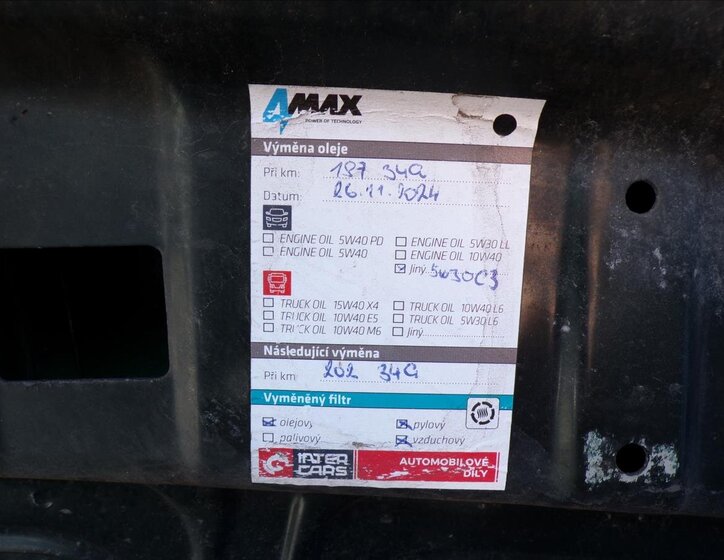 AMAX
POWER OF TECHNOLOGY
Výměna oleje
Při km: 187 349
Datum: 26.11.2024
ENGINE OIL 5W40 PD
ENGINE OIL 5W30 LL
ENGINE OIL 5W40
ENGINE OIL 10W40
Jiný 5W30C3
TRUCK OIL 15W40 X4
TRUCK OIL 10W40 L6
TRUCK OIL 10W40 E5
TRUCK OIL 5W30 L6
TRUCK OIL 10W40 M6
Jiný
Následující výměna
Při km 202 349
Vyměněný filtr
olejový
pylový
palivový
vzduchový
INTER CARS
AUTOMOBILOVÉ DÍLY